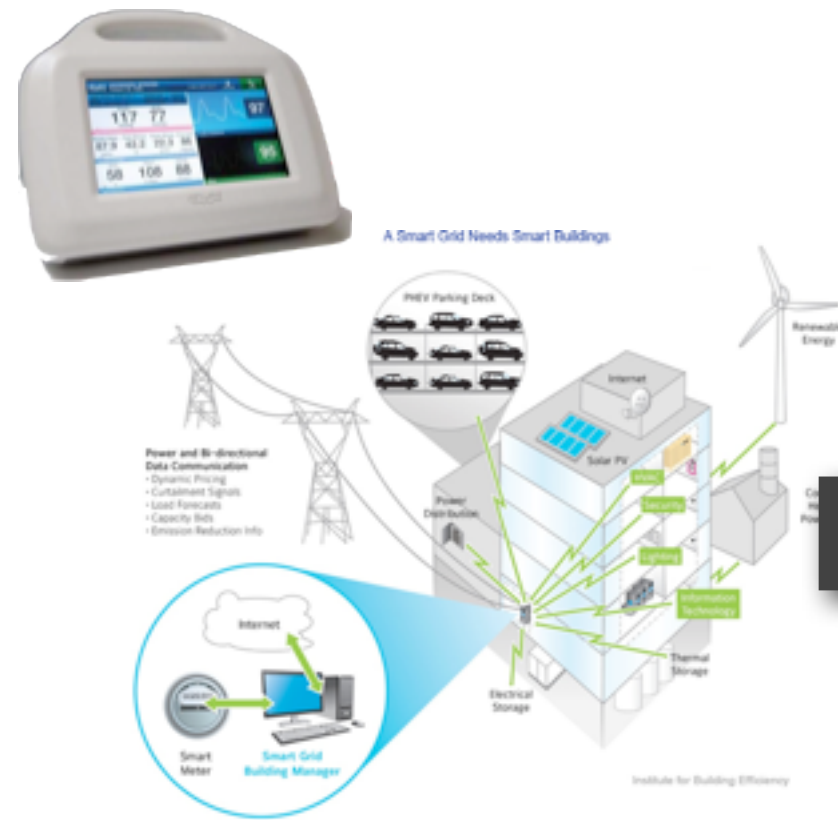 117 77
97
95
58 108 68
A Smart Grid Needs Smart Buildings
PHEV Parking Deck
Renewable
Energy
Internet
Power and Bi-directional
Data Communication
- Dynamic Pricing
- Curtailment Signals
- Load Forecasts
- Capacity Bids
- Emission Reduction Info
Solar PV
HVAC
Power
Distribution
Security
Lighting
Information
Technology
Internet
Thermal
Storage
Electrical
Storage
Smart
Meter
Smart Grid
Building Manager
Institute for Building Efficiency